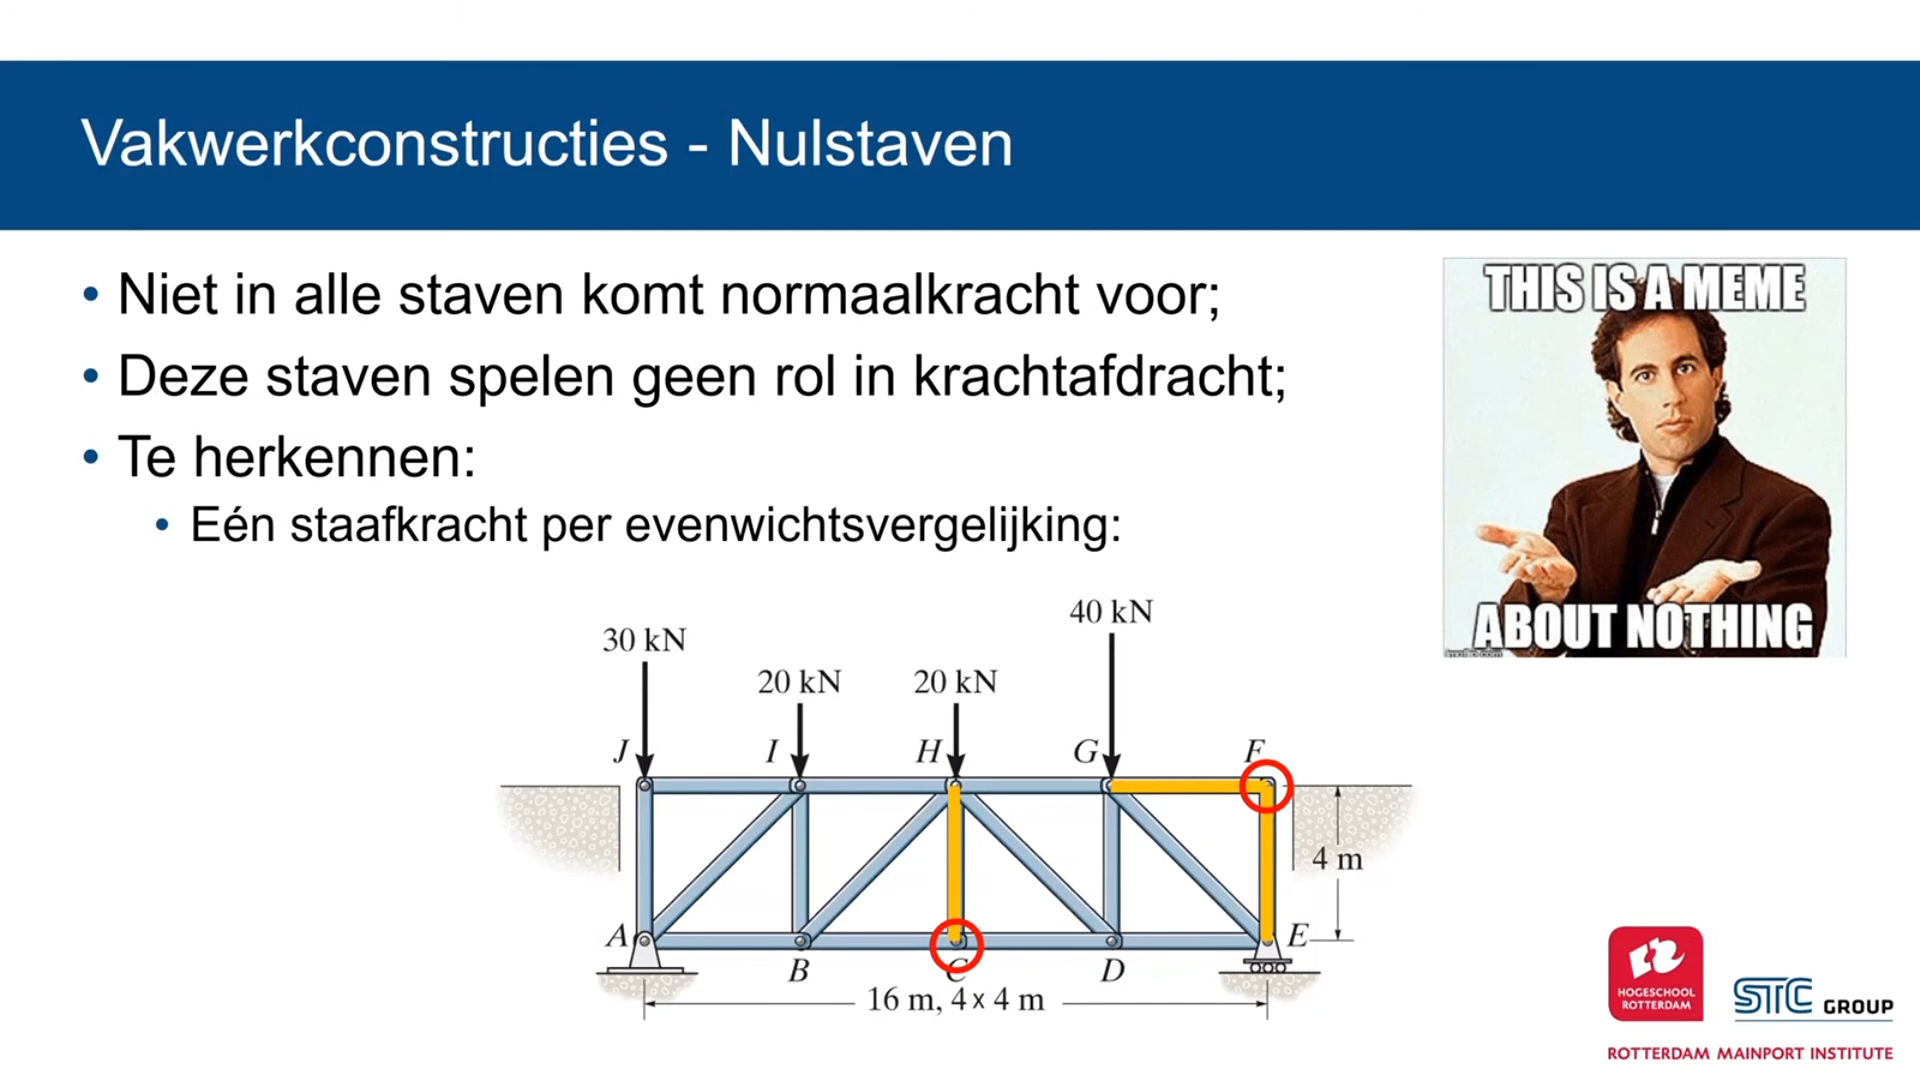 Vakwerkconstructies - Nulstaven
• Niet in alle staven komt normaalkracht voor;
• Deze staven spelen geen rol in krachtafdracht;
• Te herkennen:
• Eén staafkracht per evenwichtsvergelijking:
THIS IS A MEME
ABOUT NOTHING
imgflip.com
40 kN
30 kN
20 kN
20 kN
J
I
H
G
F
4 m
A
E
B
C
D
16 m, 4 x 4 m
HOGESCHOOL
ROTTERDAM
STC GROUP
ROTTERDAM MAINPORT INSTITUTE